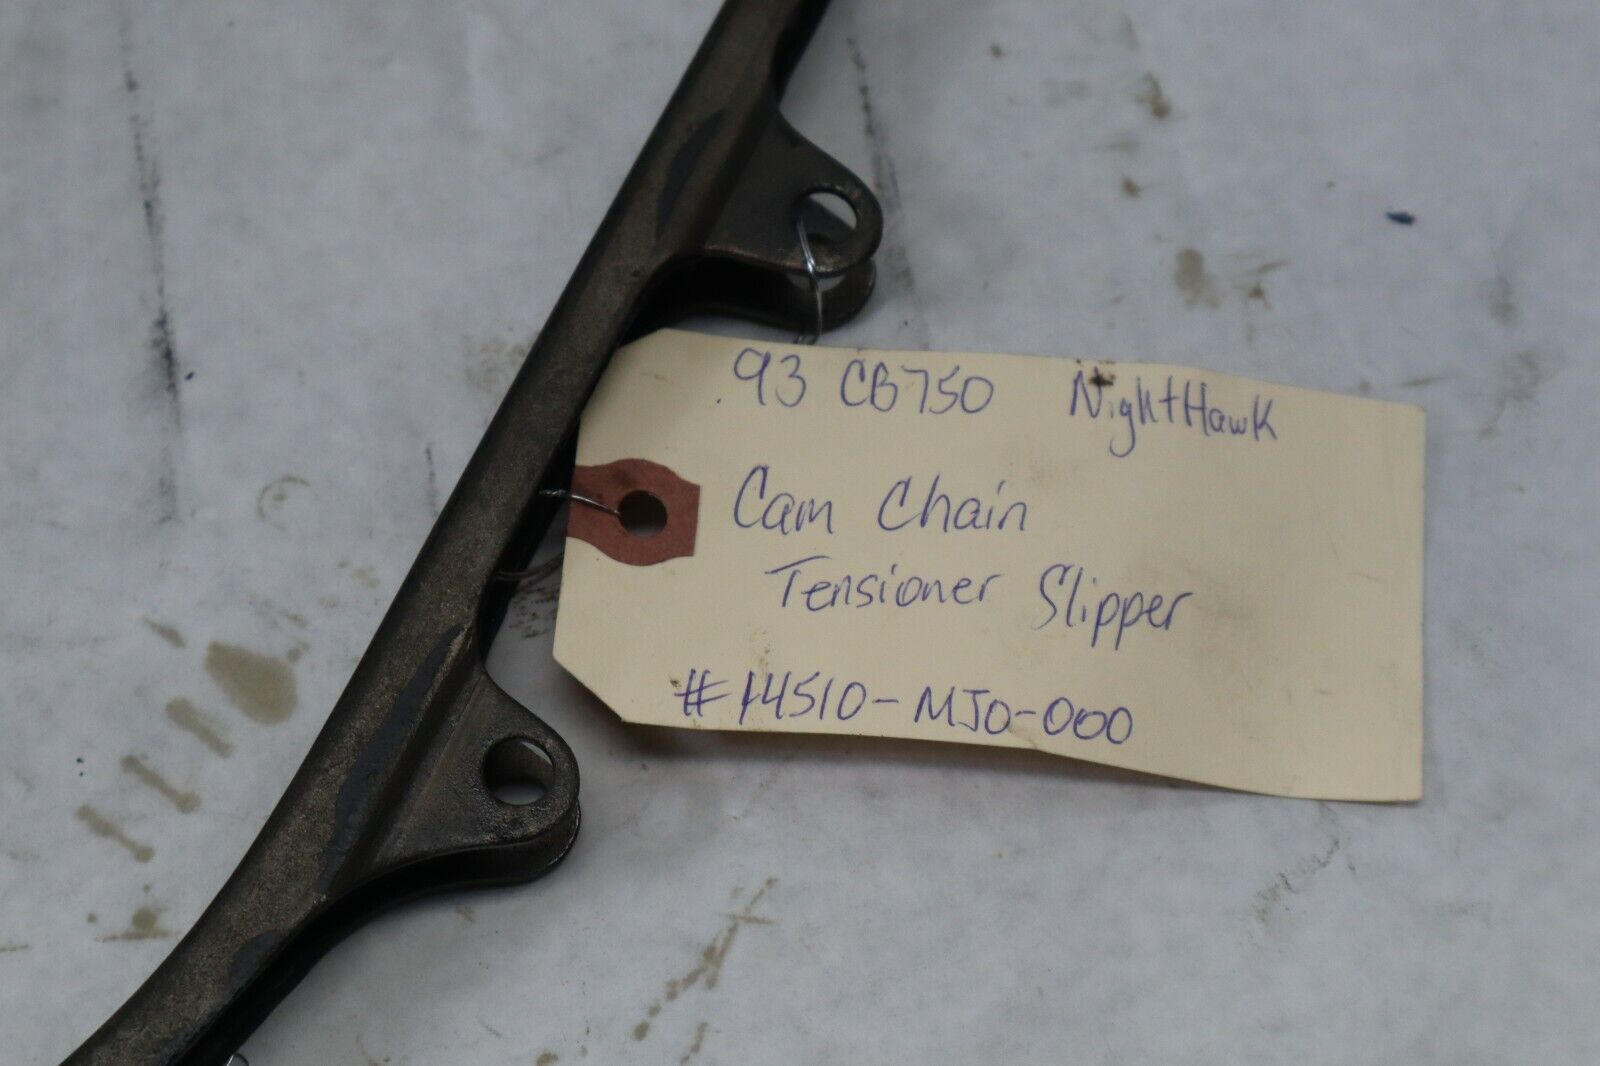 93 CB750 NightHawk
Cam Chain
Tensioner Slipper
#14510-MJ0-000